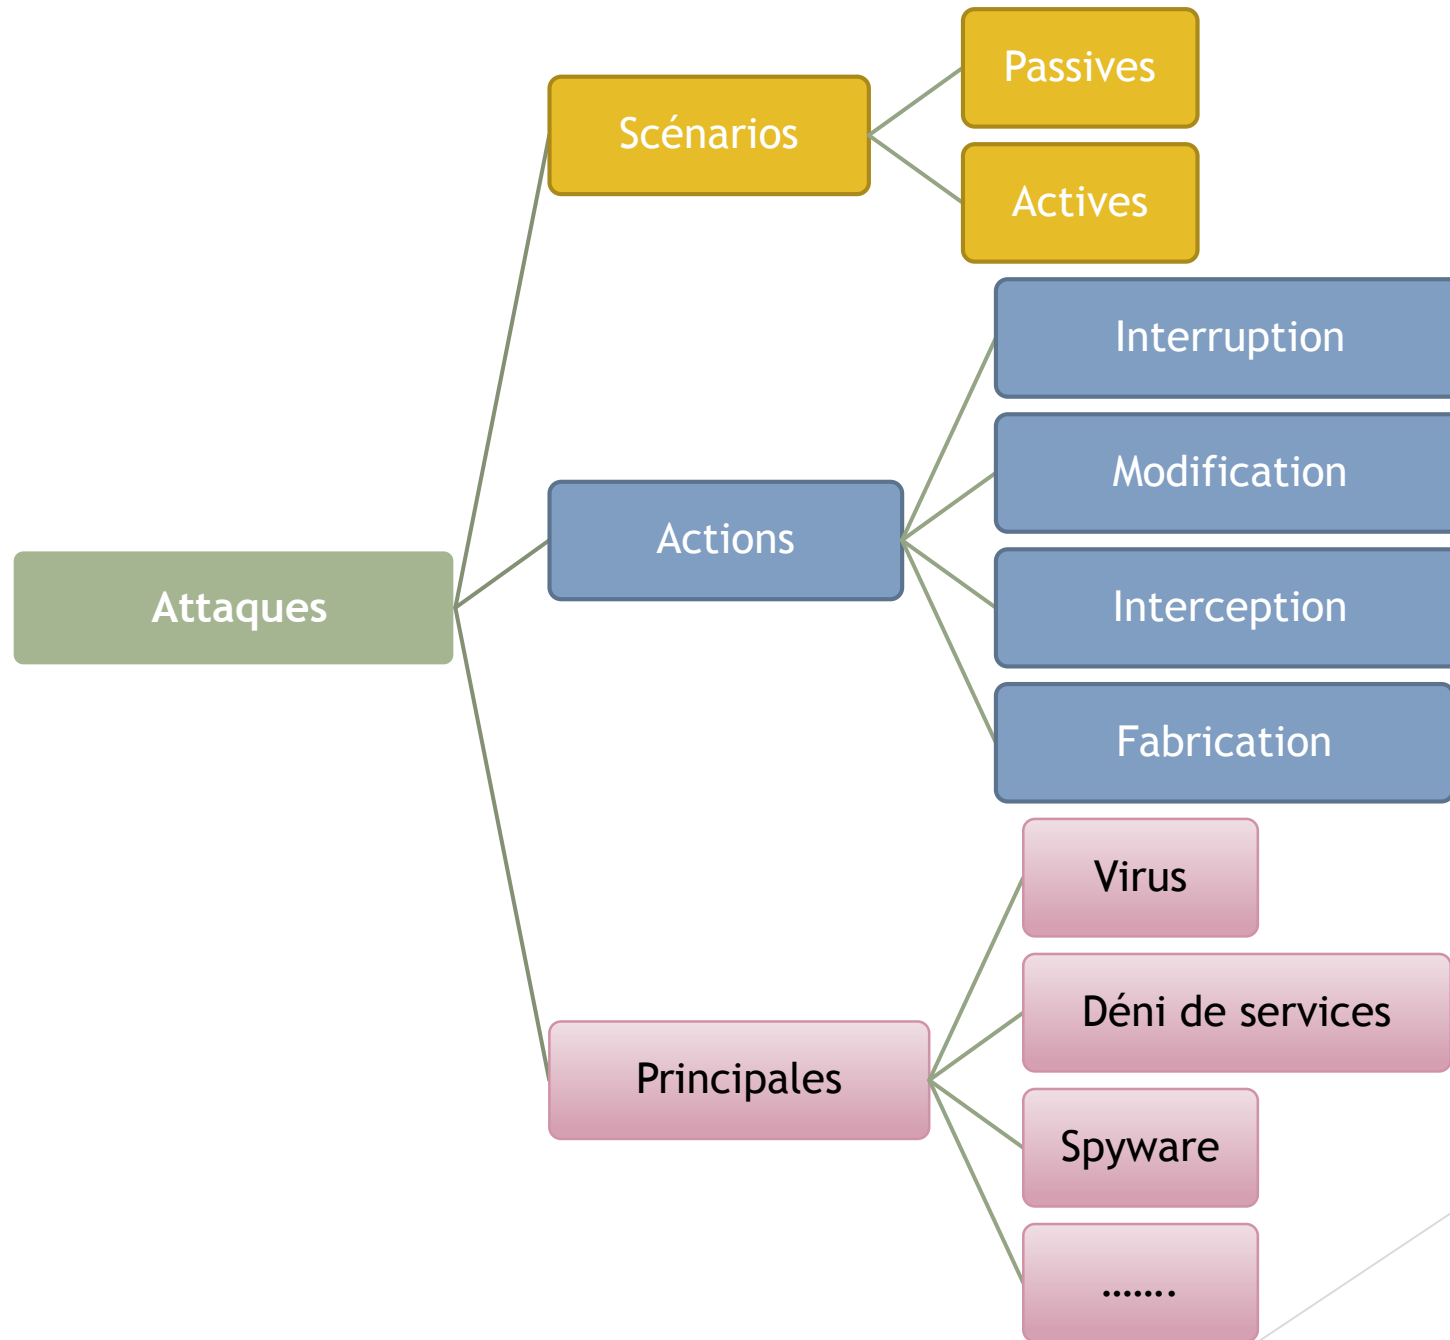 Attaques
Scénarios
Passives
Actives
Actions
Interruption
Modification
Interception
Fabrication
Principales
Virus
Déni de services
Spyware
…….